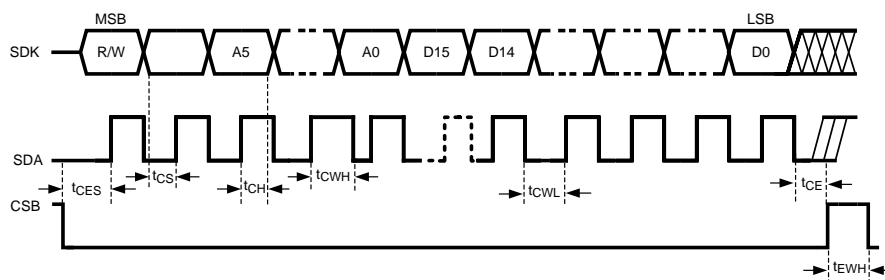 MSB LSB
SDK R/W A5 A0 D15 D14 D0
SDA
tCES tCS tCH tCWH tCWL tCE
CSB
tEWH